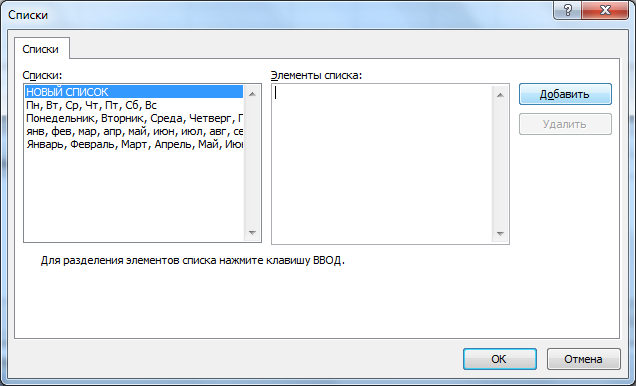 Списки
Списки
Списки:
НОВЫЙ СПИСОК
Пн, Вт, Ср, Чт, Пт, Сб, Вс
Понедельник, Вторник, Среда, Четверг, П
янв, фев, мар, апр, май, июн, июл, авг, се
Январь, Февраль, Март, Апрель, Май, Июн
Элементы списка:
Добавить
Удалить
Для разделения элементов списка нажмите клавишу ВВОД.
OK
Отмена